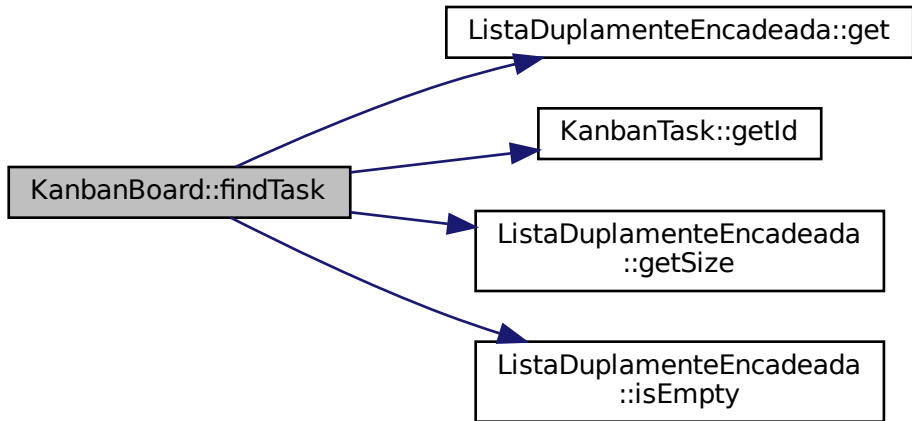 ListaDuplamenteEncadeada::get
KanbanTask::getId
KanbanBoard::findTask
ListaDuplamenteEncadeada
::getSize
ListaDuplamenteEncadeada
::isEmpty